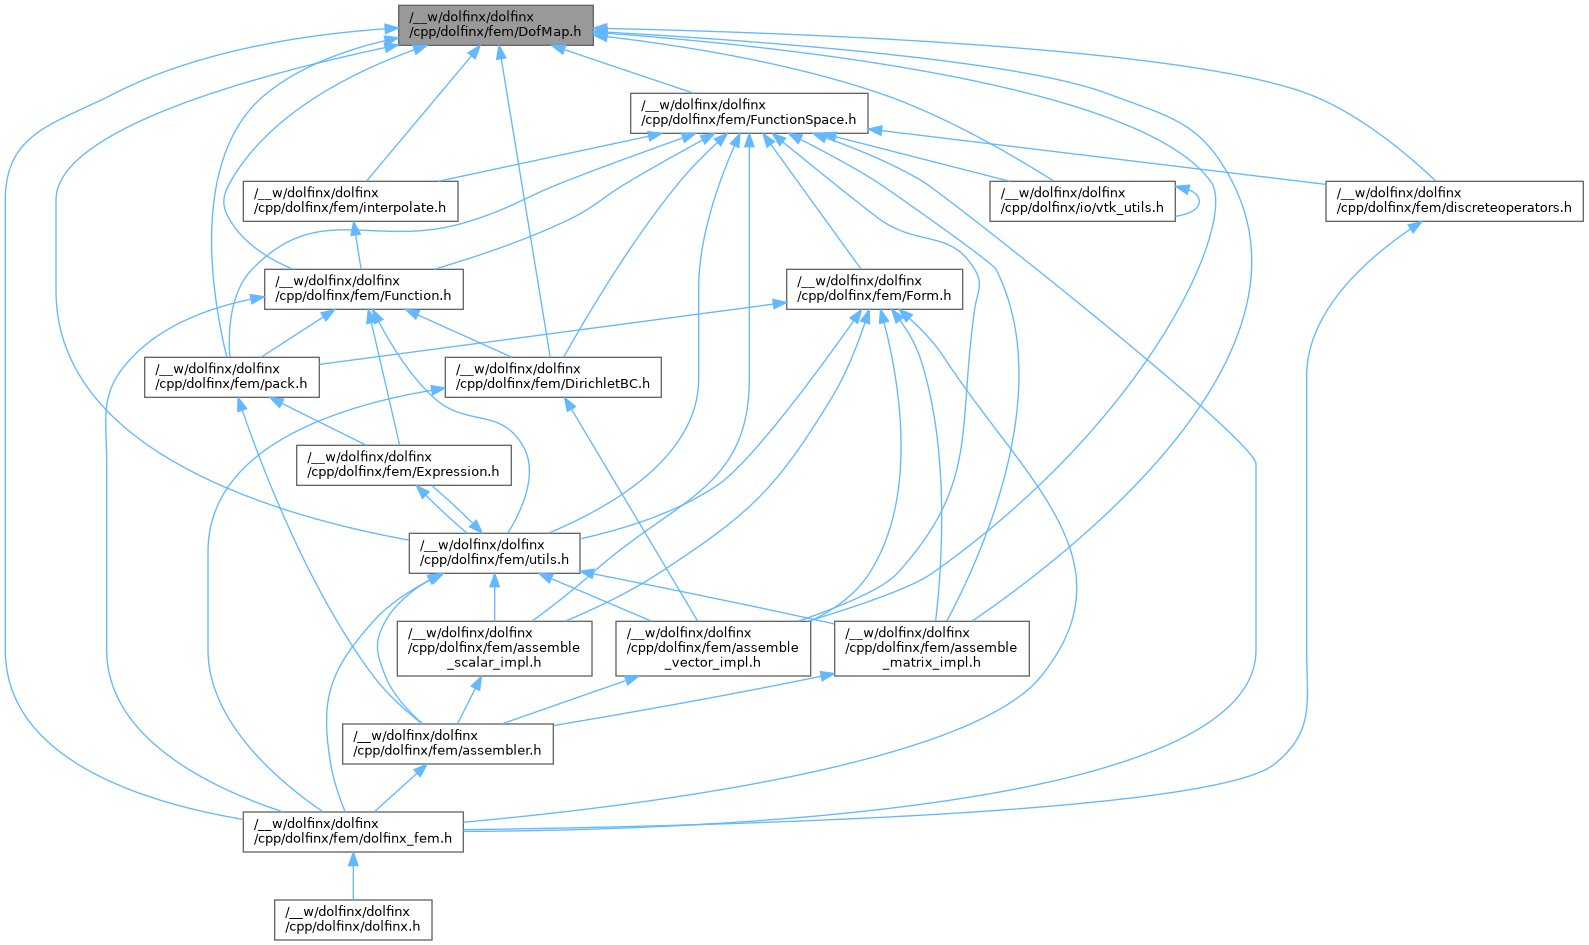 /__w/dolfinx/dolfinx
/cpp/dolfinx/fem/DofMap.h
/__w/dolfinx/dolfinx
/cpp/dolfinx/fem/FunctionSpace.h
/__w/dolfinx/dolfinx
/cpp/dolfinx/fem/interpolate.h
/__w/dolfinx/dolfinx
/cpp/dolfinx/io/vtk_utils.h
/__w/dolfinx/dolfinx
/cpp/dolfinx/fem/discreteoperators.h
/__w/dolfinx/dolfinx
/cpp/dolfinx/fem/Function.h
/__w/dolfinx/dolfinx
/cpp/dolfinx/fem/Form.h
/__w/dolfinx/dolfinx
/cpp/dolfinx/fem/pack.h
/__w/dolfinx/dolfinx
/cpp/dolfinx/fem/DirichletBC.h
/__w/dolfinx/dolfinx
/cpp/dolfinx/fem/Expression.h
/__w/dolfinx/dolfinx
/cpp/dolfinx/fem/utils.h
/__w/dolfinx/dolfinx
/cpp/dolfinx/fem/assemble
_scalar_impl.h
/__w/dolfinx/dolfinx
/cpp/dolfinx/fem/assemble
_vector_impl.h
/__w/dolfinx/dolfinx
/cpp/dolfinx/fem/assemble
_matrix_impl.h
/__w/dolfinx/dolfinx
/cpp/dolfinx/fem/assembler.h
/__w/dolfinx/dolfinx
/cpp/dolfinx/fem/dolfinx_fem.h
/__w/dolfinx/dolfinx
/cpp/dolfinx/dolfinx.h